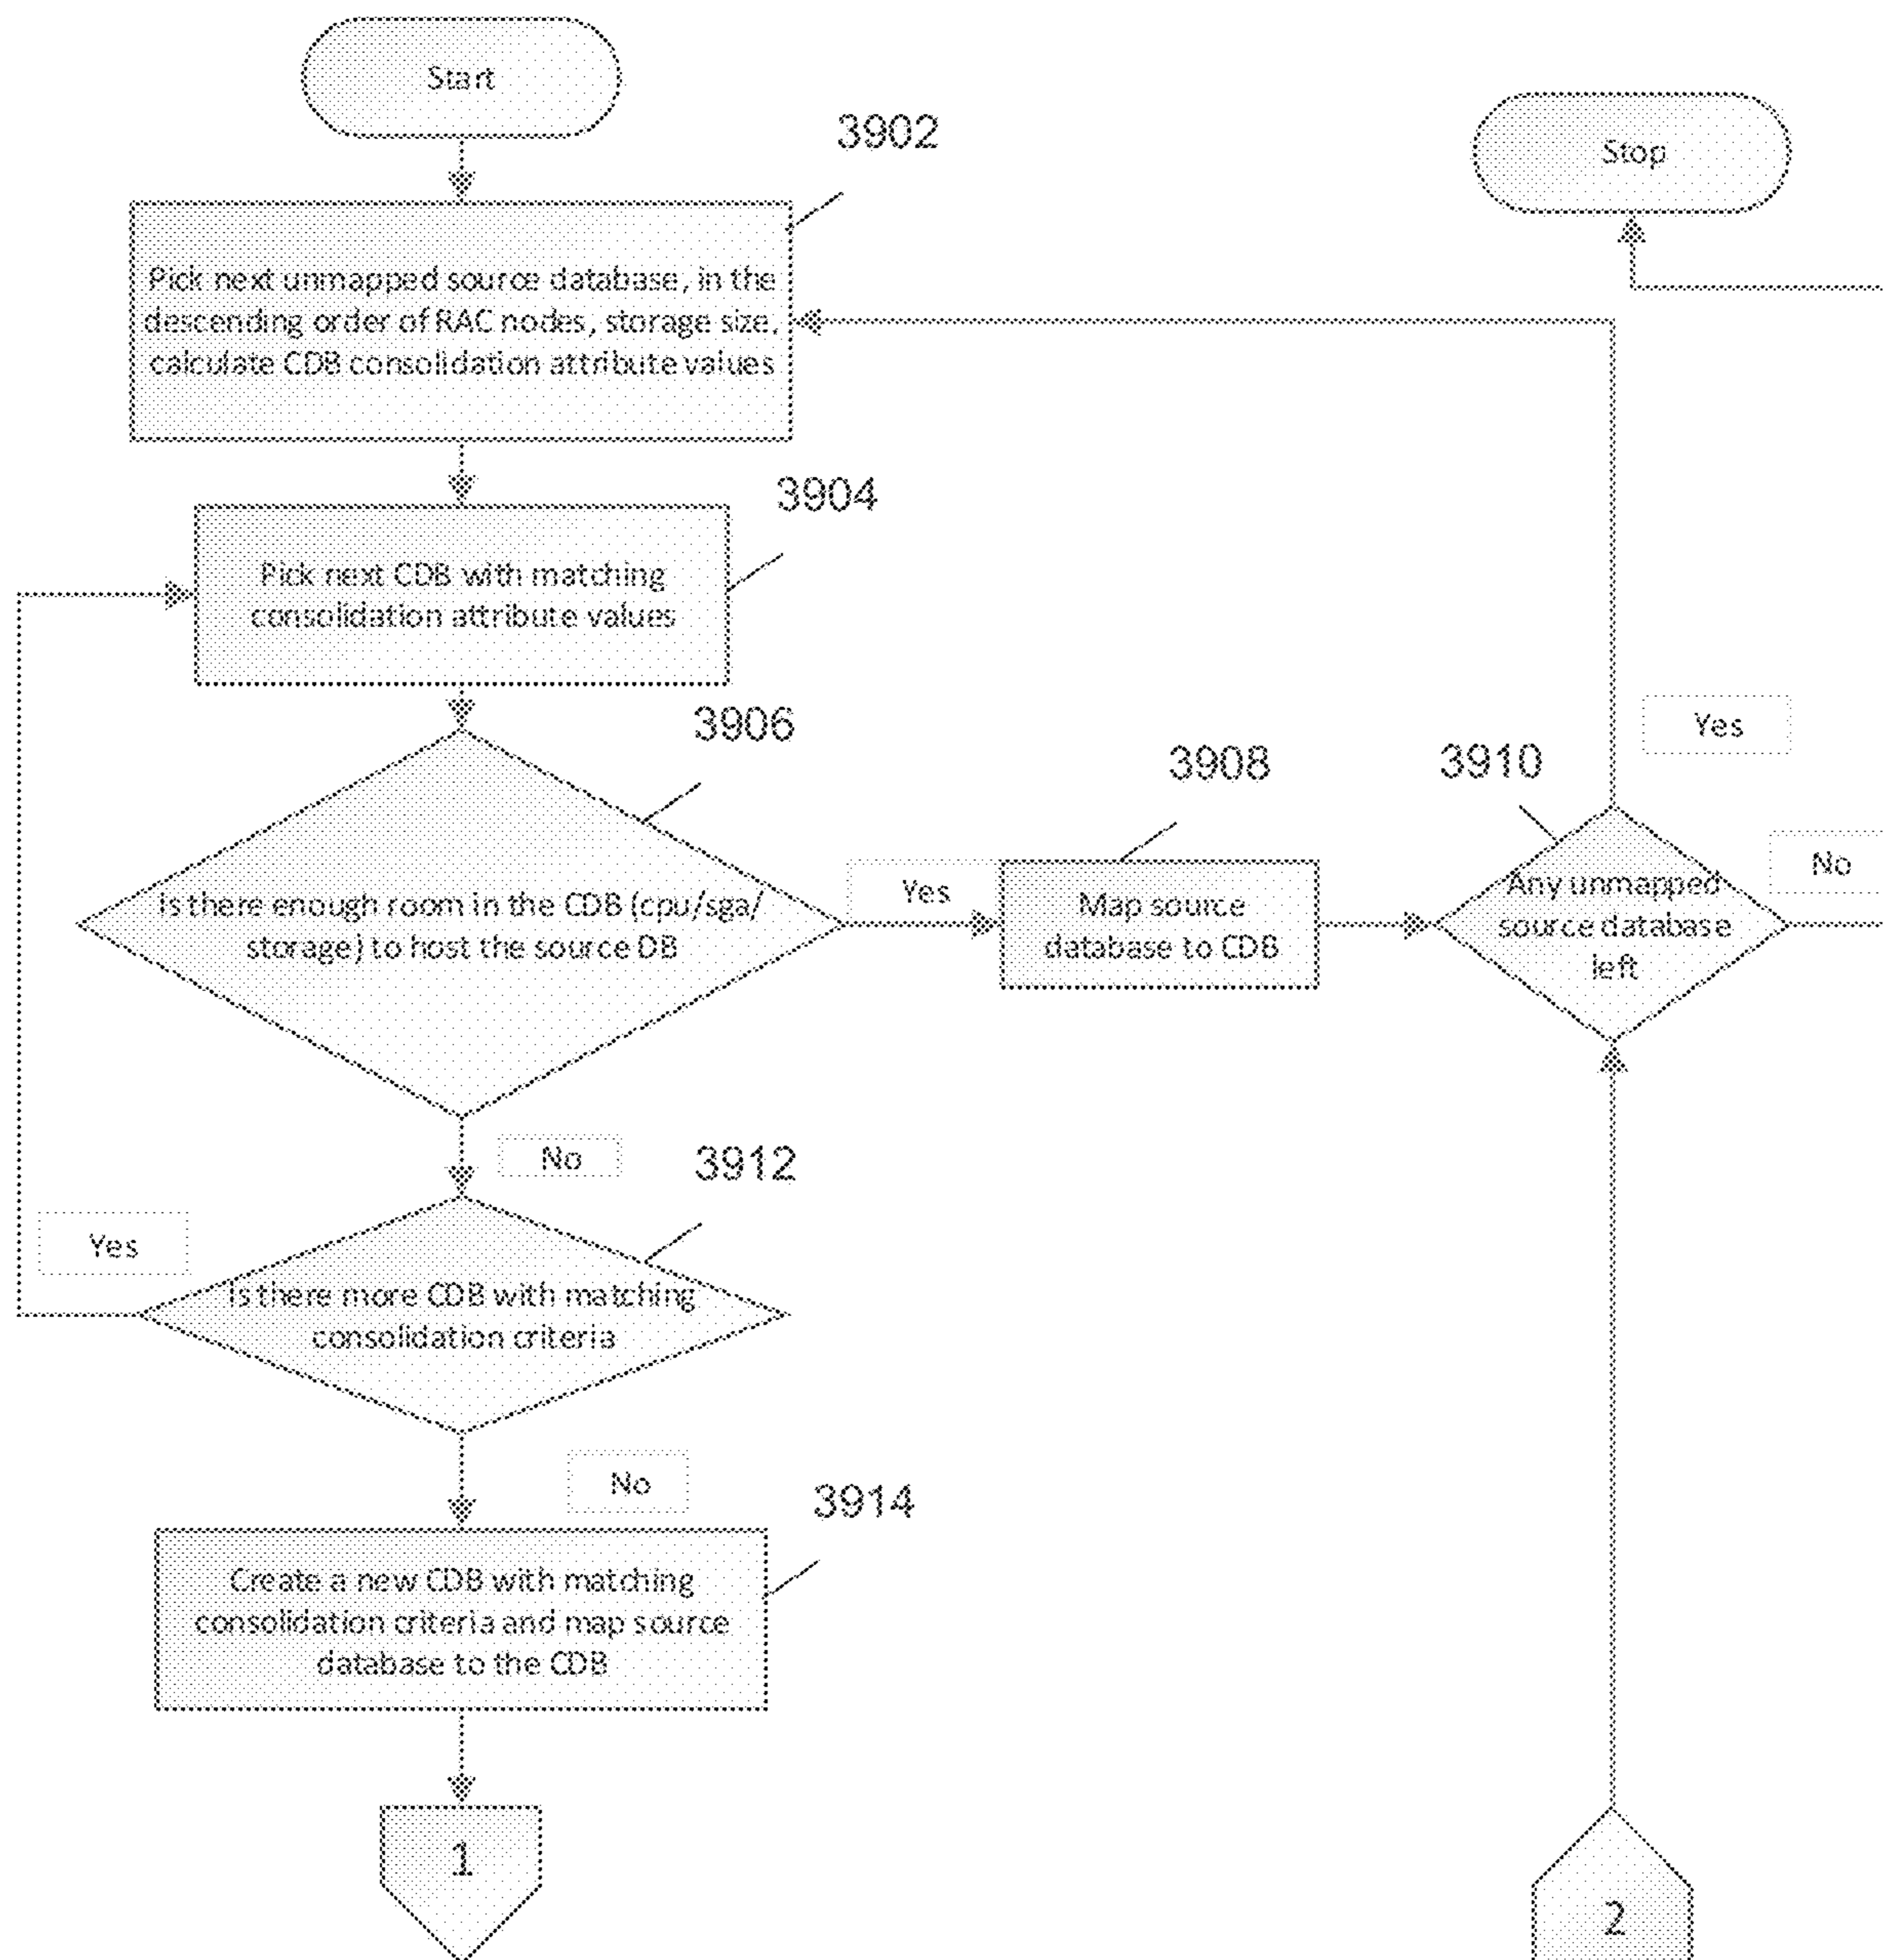 Start
3902
Stop
Pick next unmapped source database, in the
descending order of RAC nodes, storage size,
calculate CDB consolidation attribute values
3904
Pick next CDB with matching
consolidation attribute values
3906
Yes
3908
3910
Is there enough room in the CDB (cpu/sga/
storage) to host the source DB
Yes
Map source
database to CDB
Any unmapped
source database
left
No
No
3912
Yes
Is there more CDB with matching
consolidation criteria
No
3914
Create a new CDB with matching
consolidation criteria and map source
database to the CDB
1
2